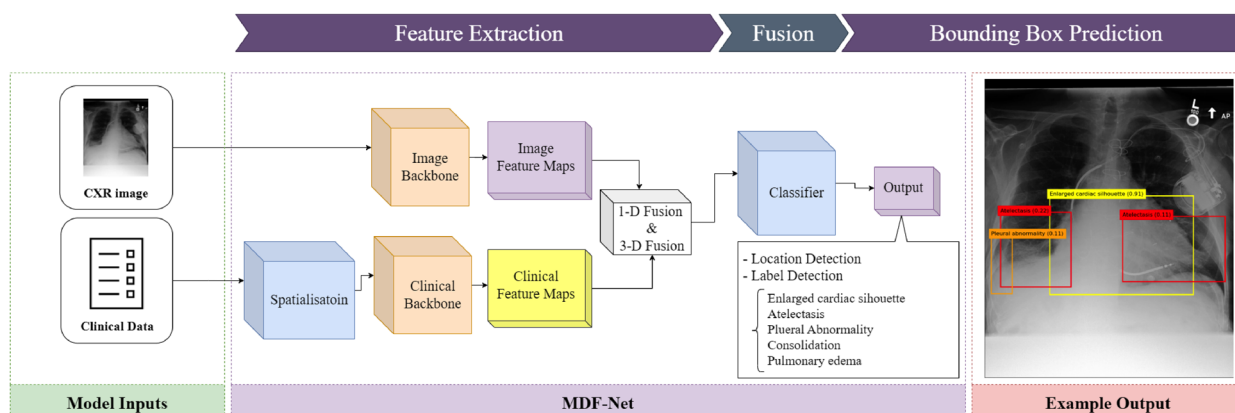 Feature Extraction
Fusion
Bounding Box Prediction
CXR image
Clinical Data
Model Inputs
Spatialisatoin
Image
Backbone
Clinical
Backbone
Image
Feature Maps
Clinical
Feature Maps
1-D Fusion
&
3-D Fusion
Classifier
Output
- Location Detection
- Label Detection
Enlarged cardiac sihouette
Atelectasis
Plueral Abnormality
Consolidation
Pulmonary edema
MDF-Net
L
AP
Enlarged cardiac silhouette (0.91)
Atelectasis
Atelectasis (0.11)
Pleural abnormality (0.11)
Example Output